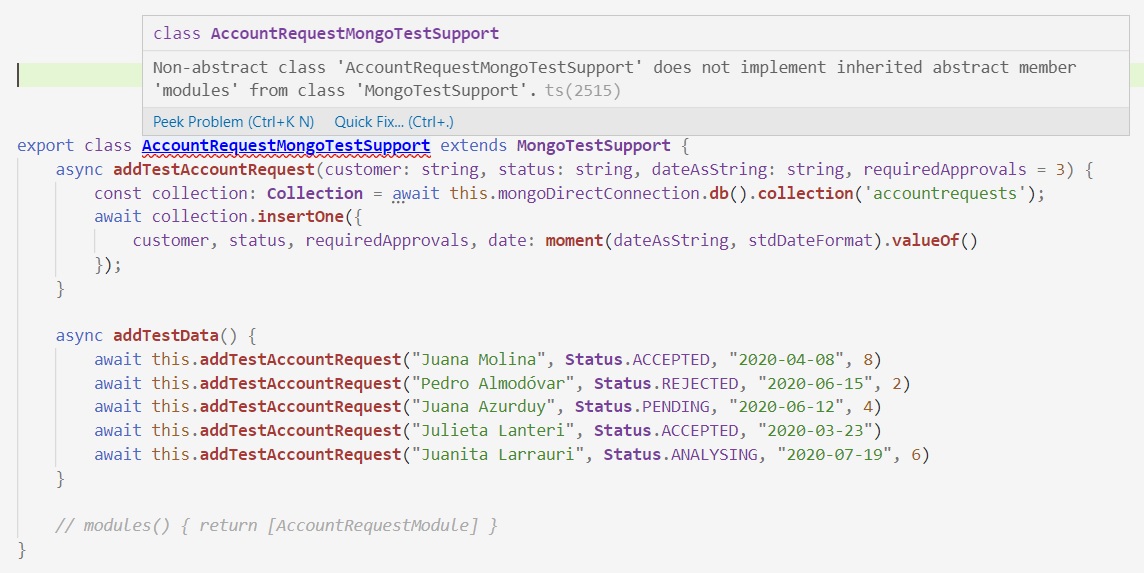 class AccountRequestMongoTestSupport
Non-abstract class 'AccountRequestMongoTestSupport' does not implement inherited abstract member
'modules' from class 'MongoTestSupport'. ts(2515)
Peek Problem (Ctrl+K N) Quick Fix... (Ctrl+.)
export class AccountRequestMongoTestSupport extends MongoTestSupport {
async addTestAccountRequest(customer: string, status: string, dateAsString: string, requiredApprovals = 3) {
const collection: Collection = await this.mongoDirectConnection.db().collection('accountrequests');
await collection.insertOne({
customer, status, requiredApprovals, date: moment(dateAsString, stdDateFormat).valueOf()
});
}
async addTestData() {
await this.addTestAccountRequest("Juana Molina", Status.ACCEPTED, "2020-04-08", 8)
await this.addTestAccountRequest("Pedro Almodóvar", Status.REJECTED, "2020-06-15", 2)
await this.addTestAccountRequest("Juana Azurduy", Status.PENDING, "2020-06-12", 4)
await this.addTestAccountRequest("Julieta Lanteri", Status.ACCEPTED, "2020-03-23")
await this.addTestAccountRequest("Juanita Larrauri", Status.ANALYSING, "2020-07-19", 6)
}
// modules() { return [AccountRequestModule] }
}